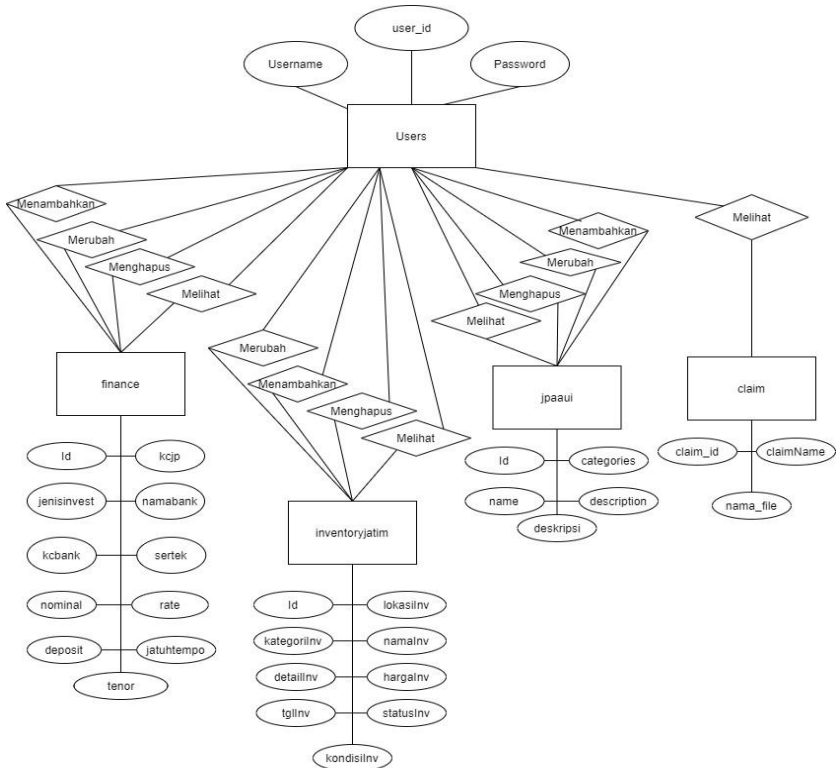 user_id
Username
Password
Users
Menambahkan
Merubah
Menghapus
Melihat
Merubah
Menambahkan
Menghapus
Melihat
Menambahkan
Merubah
Menghapus
Melihat
Melihat
finance
Id
kcjp
jenisinvest
namabank
kcbank
sertek
nominal
rate
deposit
jatuhtempo
tenor
inventoryjatim
Id
lokasiInv
kategoriInv
namaInv
detailInv
hargaInv
tglInv
statusInv
kondisiInv
jpaaui
Id
categories
name
description
deskripsi
claim
claim_id
claimName
nama_file